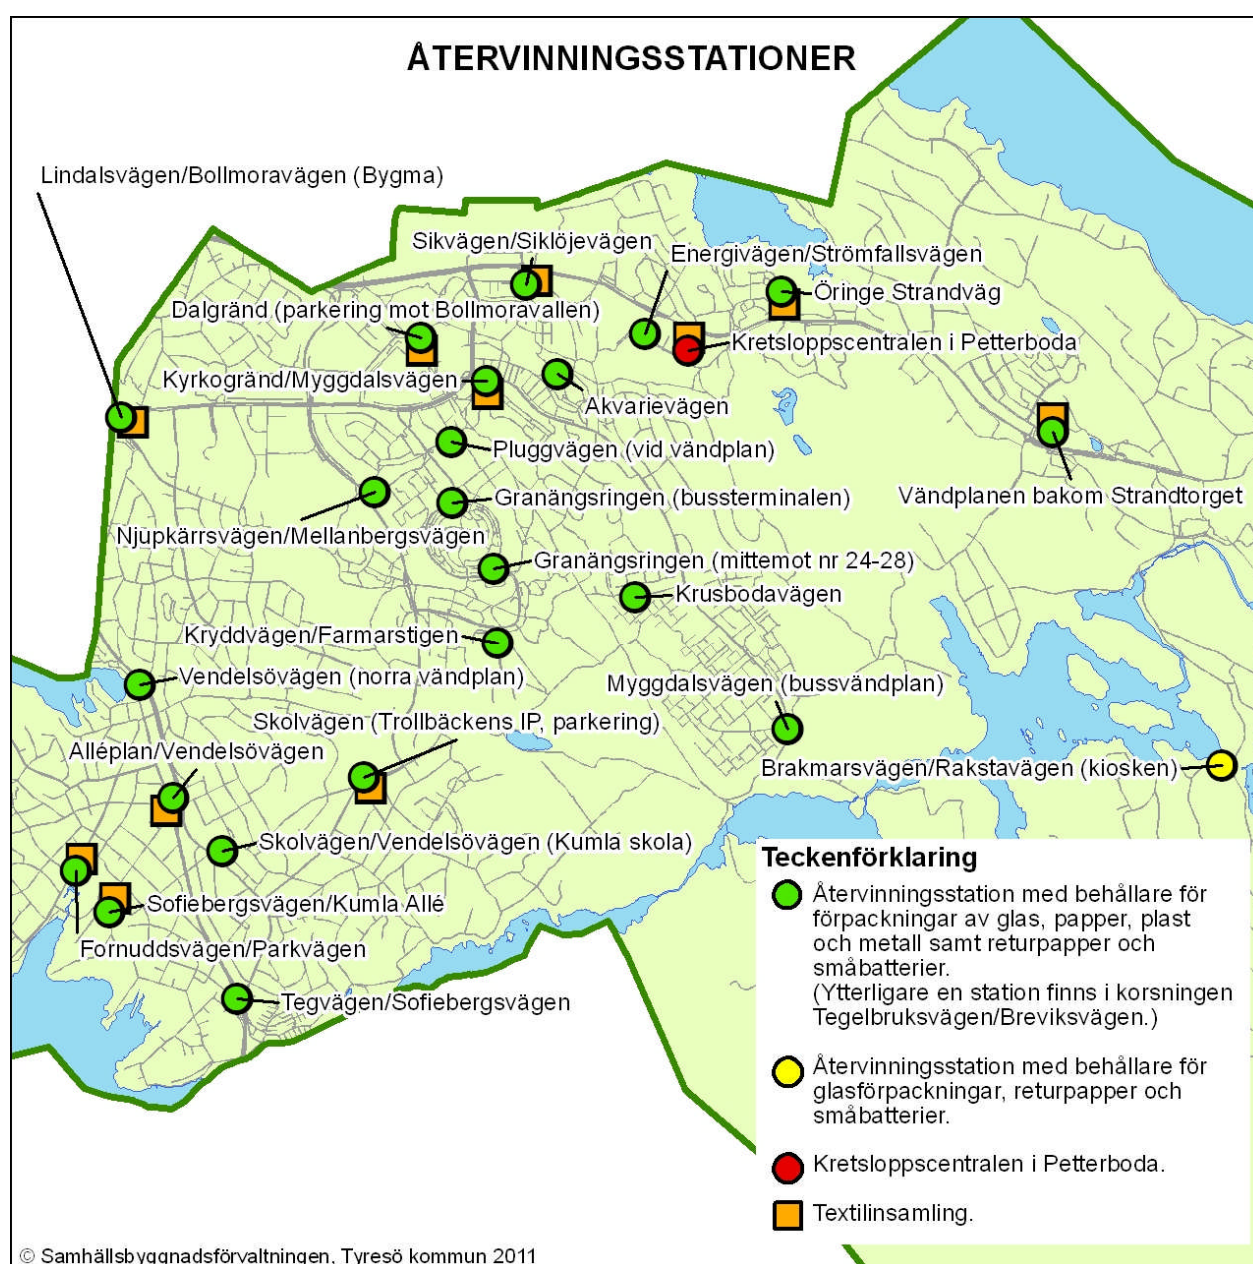 ÅTERVINNINGSSTATIONER
Lindalsvägen/Bollmoravägen (Bygma)
Sikvägen/Siklöjevägen
Energivägen/Strömfallsvägen
Öringe Strandväg
Dalgränd (parkering mot Bollmoravallen)
Kretsloppscentralen i Petterboda
Kyrkogränd/Myggdalsvägen
Akvarievägen
Pluggvägen (vid vändplan)
Vändplanen bakom Strandtorget
Granängsringen (bussterminalen)
Njupkärrsvägen/Mellanbergsvägen
Granängsringen (mittemot nr 24-28)
Krusbodavägen
Kryddvägen/Farmarstigen
Vendelsövägen (norra vändplan)
Myggdalsvägen (bussvändplan)
Skolvägen (Trollbäckens IP, parkering)
Alléplan/Vendelsövägen
Brakmarsvägen/Rakstavägen (kiosken)
Skolvägen/Vendelsövägen (Kumla skola)
Sofiebergsvägen/Kumla Allé
Fornuddsvägen/Parkvägen
Tegvägen/Sofiebergsvägen
Teckenförklaring
Återvinningsstation med behållare för
förpackningar av glas, papper, plast
och metall samt returpapper och
småbatterier.
(Ytterligare en station finns i korsningen
Tegelbruksvägen/Breviksvägen.)
Återvinningsstation med behållare för
glasförpackningar, returpapper och
småbatterier.
Kretsloppscentralen i Petterboda.
Textilinsamling.
© Samhällsbyggnadsförvaltningen, Tyresö kommun 2011